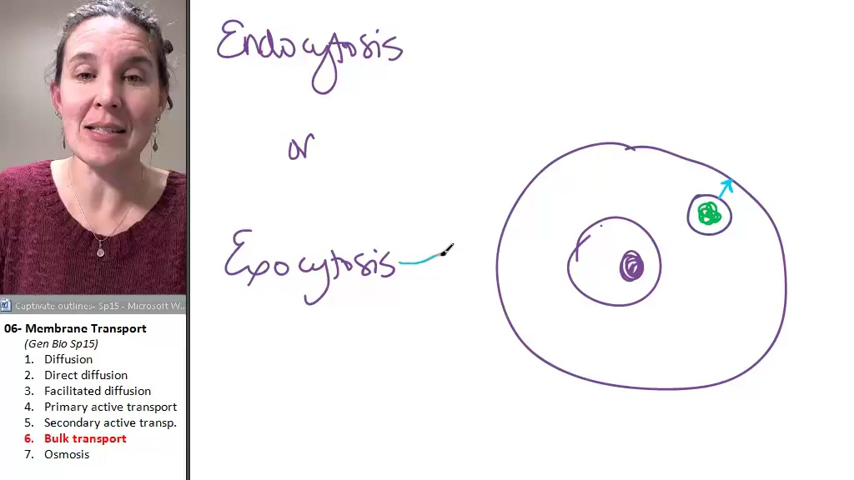 Endocytosis
or
Exocytosis
Captivate outlines- Sp15 - Microsoft W...
06- Membrane Transport
(Gen Bio Sp15)
1. Diffusion
2. Direct diffusion
3. Facilitated diffusion
4. Primary active transport
5. Secondary active transp.
6. Bulk transport
7. Osmosis